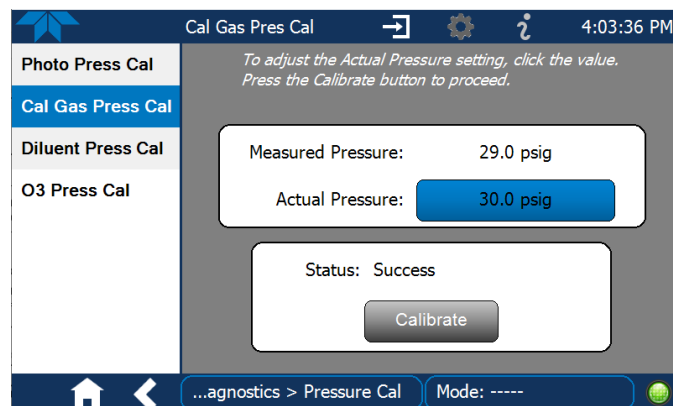 Cal Gas Pres Cal
4:03:36 PM
Photo Press Cal
Cal Gas Press Cal
Diluent Press Cal
O3 Press Cal
To adjust the Actual Pressure setting, click the value.
Press the Calibrate button to proceed.
Measured Pressure: 29.0 psig
Actual Pressure: 30.0 psig
Status: Success
Calibrate
...agnostics > Pressure Cal
Mode: -----